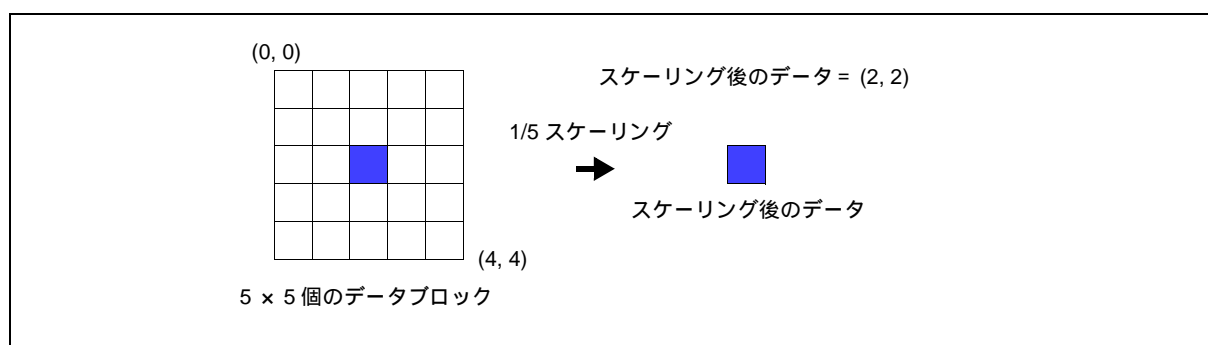 (0, 0)
スケーリング後のデータ = (2, 2)
1/5 スケーリング
スケーリング後のデータ
(4, 4)
5 × 5 個のデータブロック